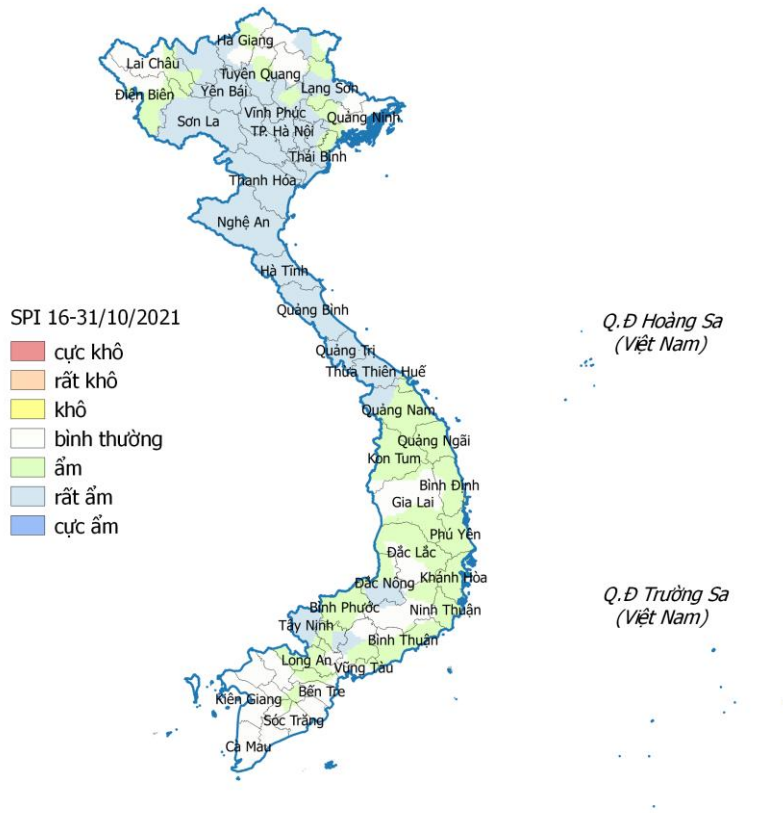 Hà Giang
Lai Châu
Tuyên Quang
Lạng Sơn
Điện Biên
Yên Bái
Vĩnh Phúc
Quảng Ninh
Sơn La
TP. Hà Nội
Thái Bình
Thanh Hóa
Nghệ An
Hà Tĩnh
Quảng Bình
SPI 16-31/10/2021
cực khô
rất khô
khô
bình thường
ẩm
rất ẩm
cực ẩm
Quảng Trị
Thừa Thiên Huế
Q.Đ Hoàng Sa
(Việt Nam)
Quảng Nam
Quảng Ngãi
Kon Tum
Bình Định
Gia Lai
Phú Yên
Đắc Lắc
Đắc Nông
Khánh Hòa
Bình Phước
Ninh Thuận
Q.Đ Trường Sa
(Việt Nam)
Tây Ninh
Bình Thuận
Long An
Vũng Tàu
Bến Tre
Kiên Giang
Sóc Trăng
Cà Mau